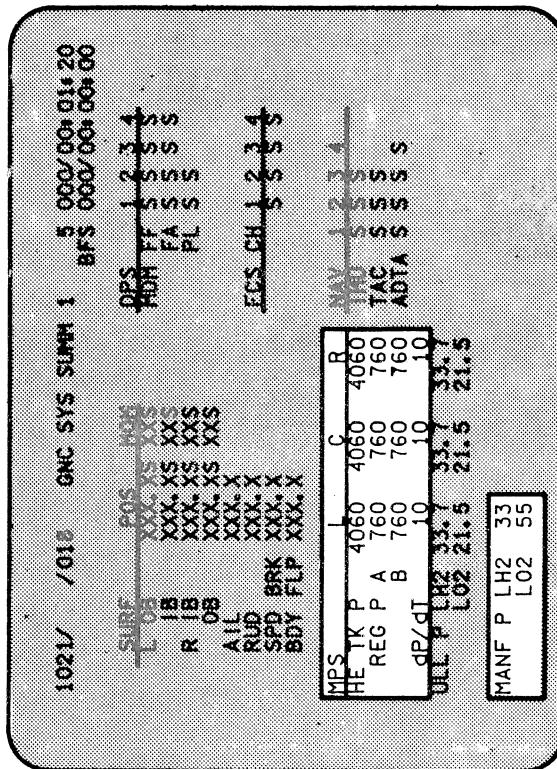 1021/ /018 GNC SYS SUMM 1 5 000/00:01:20
BFS 000/00:00:00
SURF POS MOM
L OB XXX.XS XXS
IB XXX.XS XXS
R IB XXX.XS XXS
OB XXX.XS XXS
AIL XXX.X
RUD XXX.X
SPD BRK XXX.X
BDY FLP XXX.X
DPS 1 2 3 4
MDM FF S S S S
FA S S S S
PL S S
FCS CH 1 2 3 4
S S S S
NAV 1 2 3 4
IMU S S S
TAC S S S
ADTA S S S S
MPS L C R
HE TK P 4060 4060 4060
REG P A 760 760 760
B 760 760 760
dP/dT 10 10 10
ULL P LH2 33.7 33.7 33.7
LO2 21.5 21.5 21.5
MANF P LH2 33
LO2 55